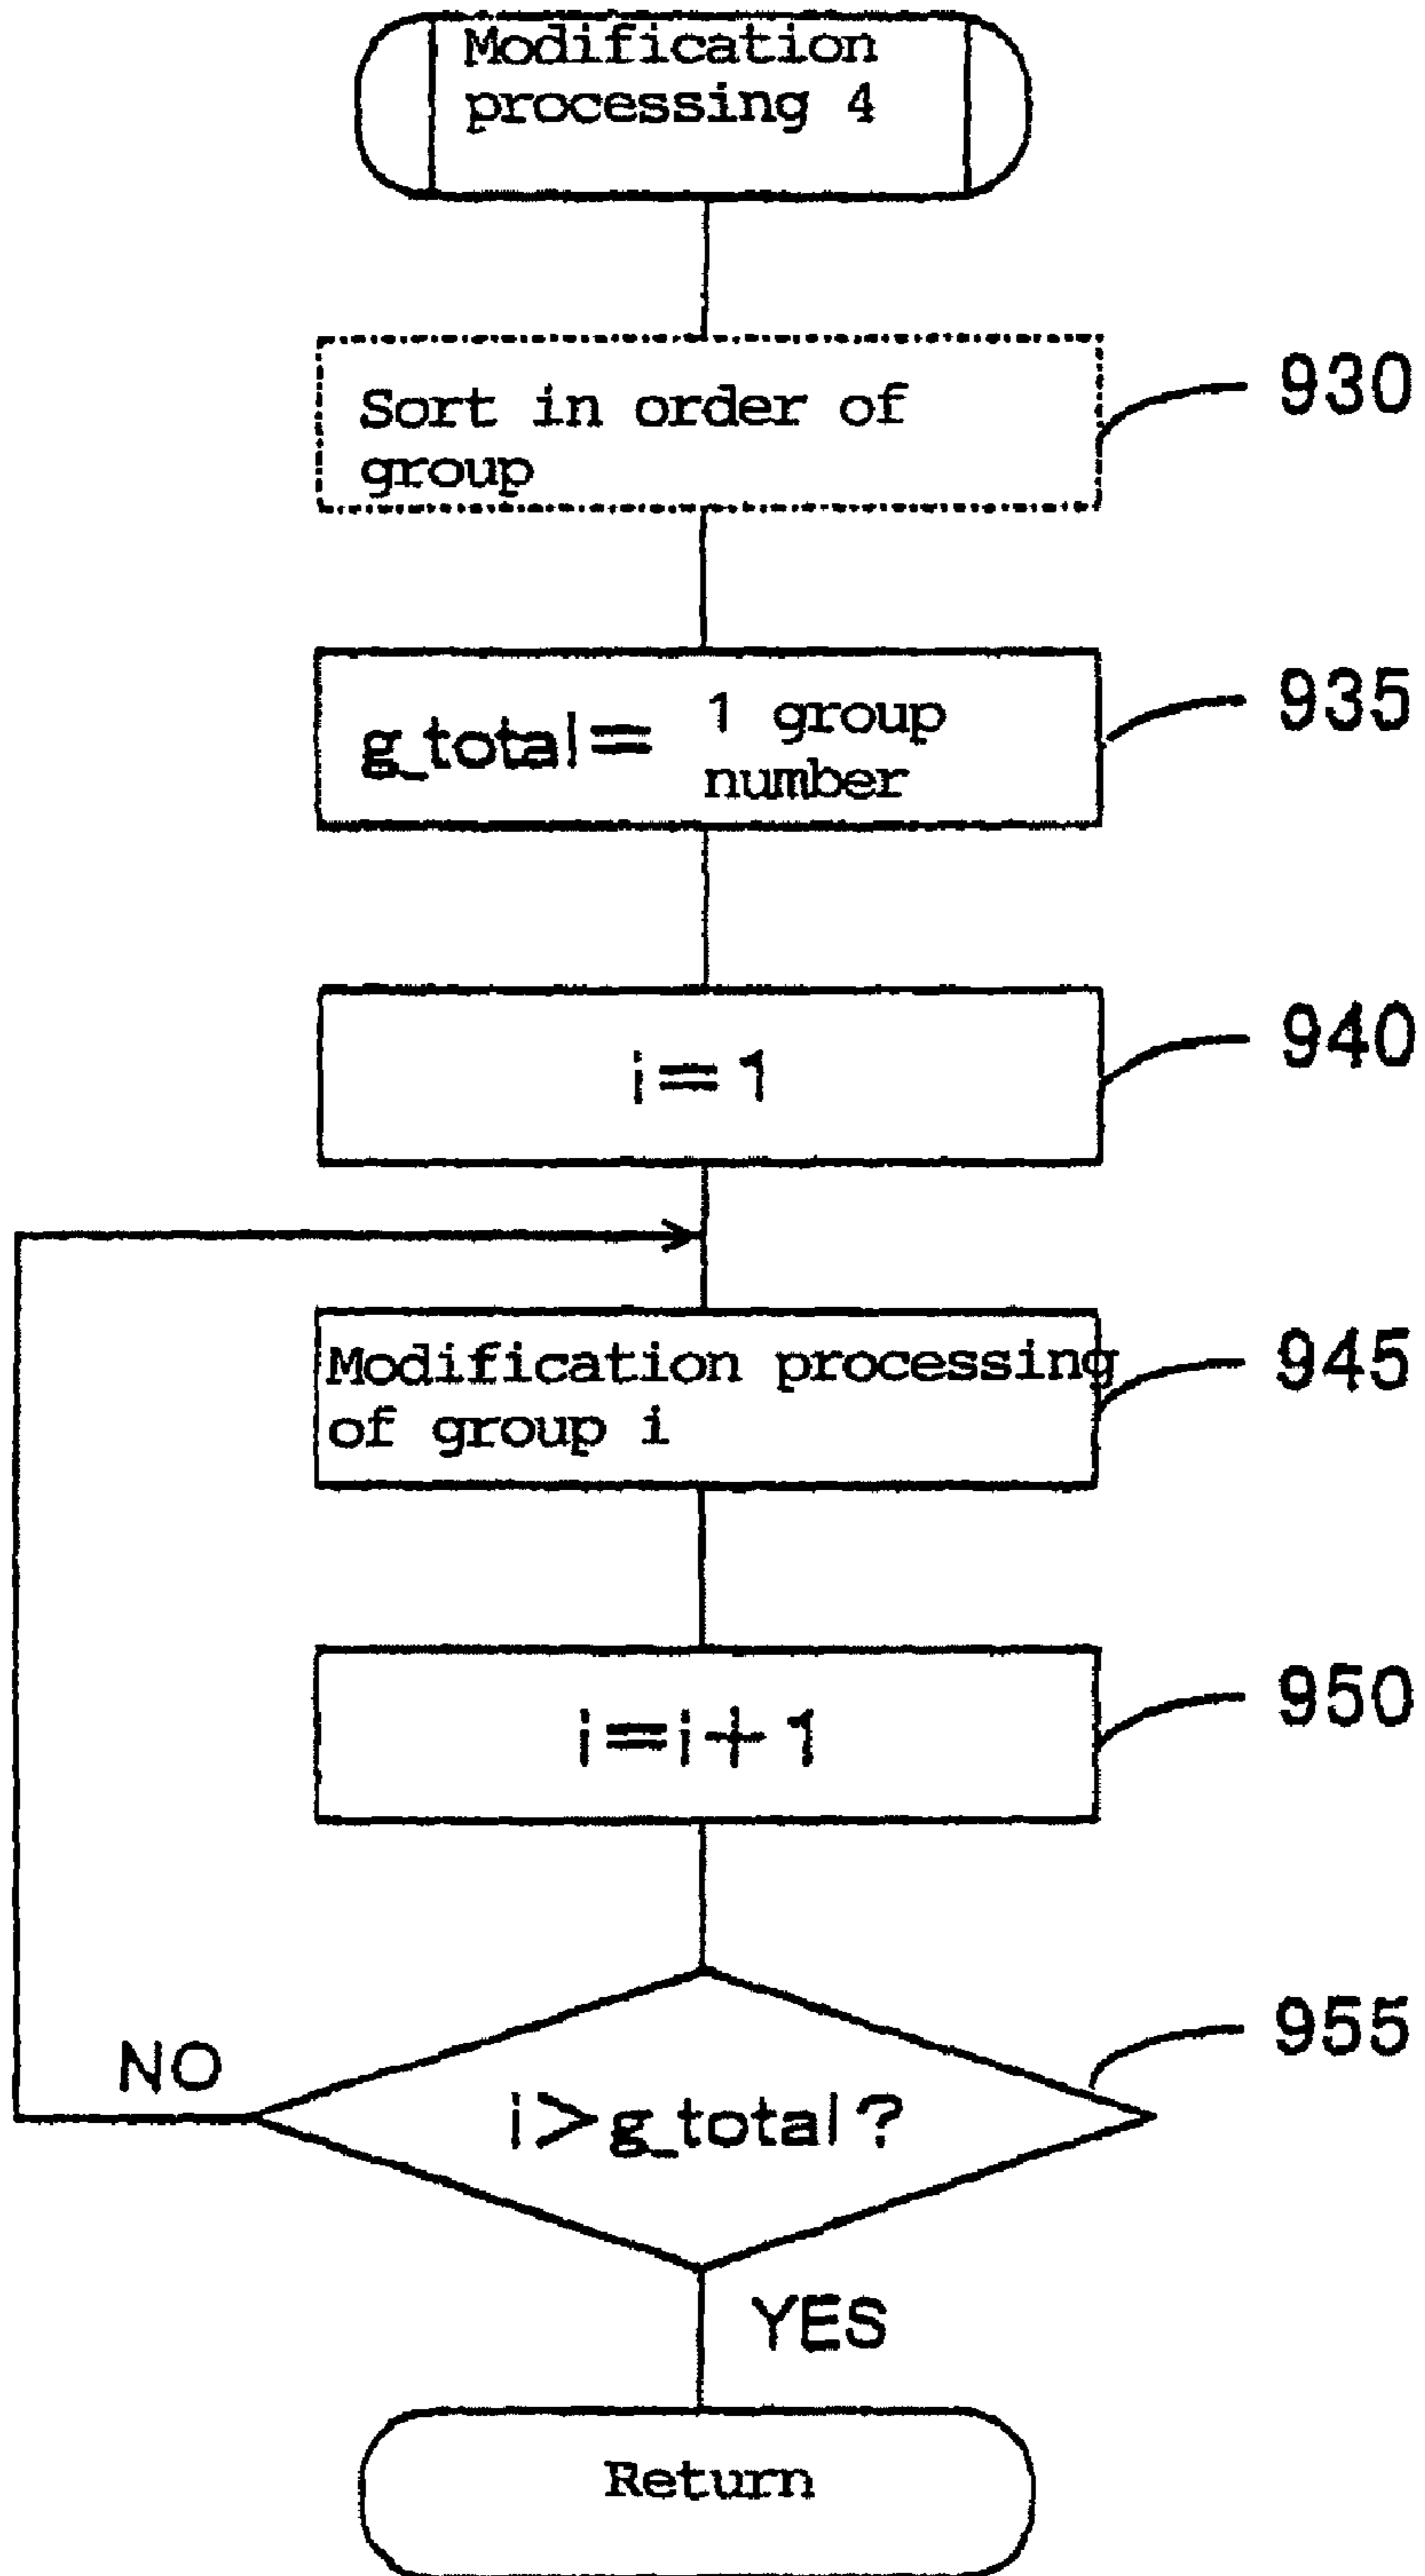 Modification
processing 4
Sort in order of
group
930
g_total=
1 group
number
935
i=1
940
Modification processing
of group i
945
i=i+1
950
i>g_total?
955
NO
YES
Return